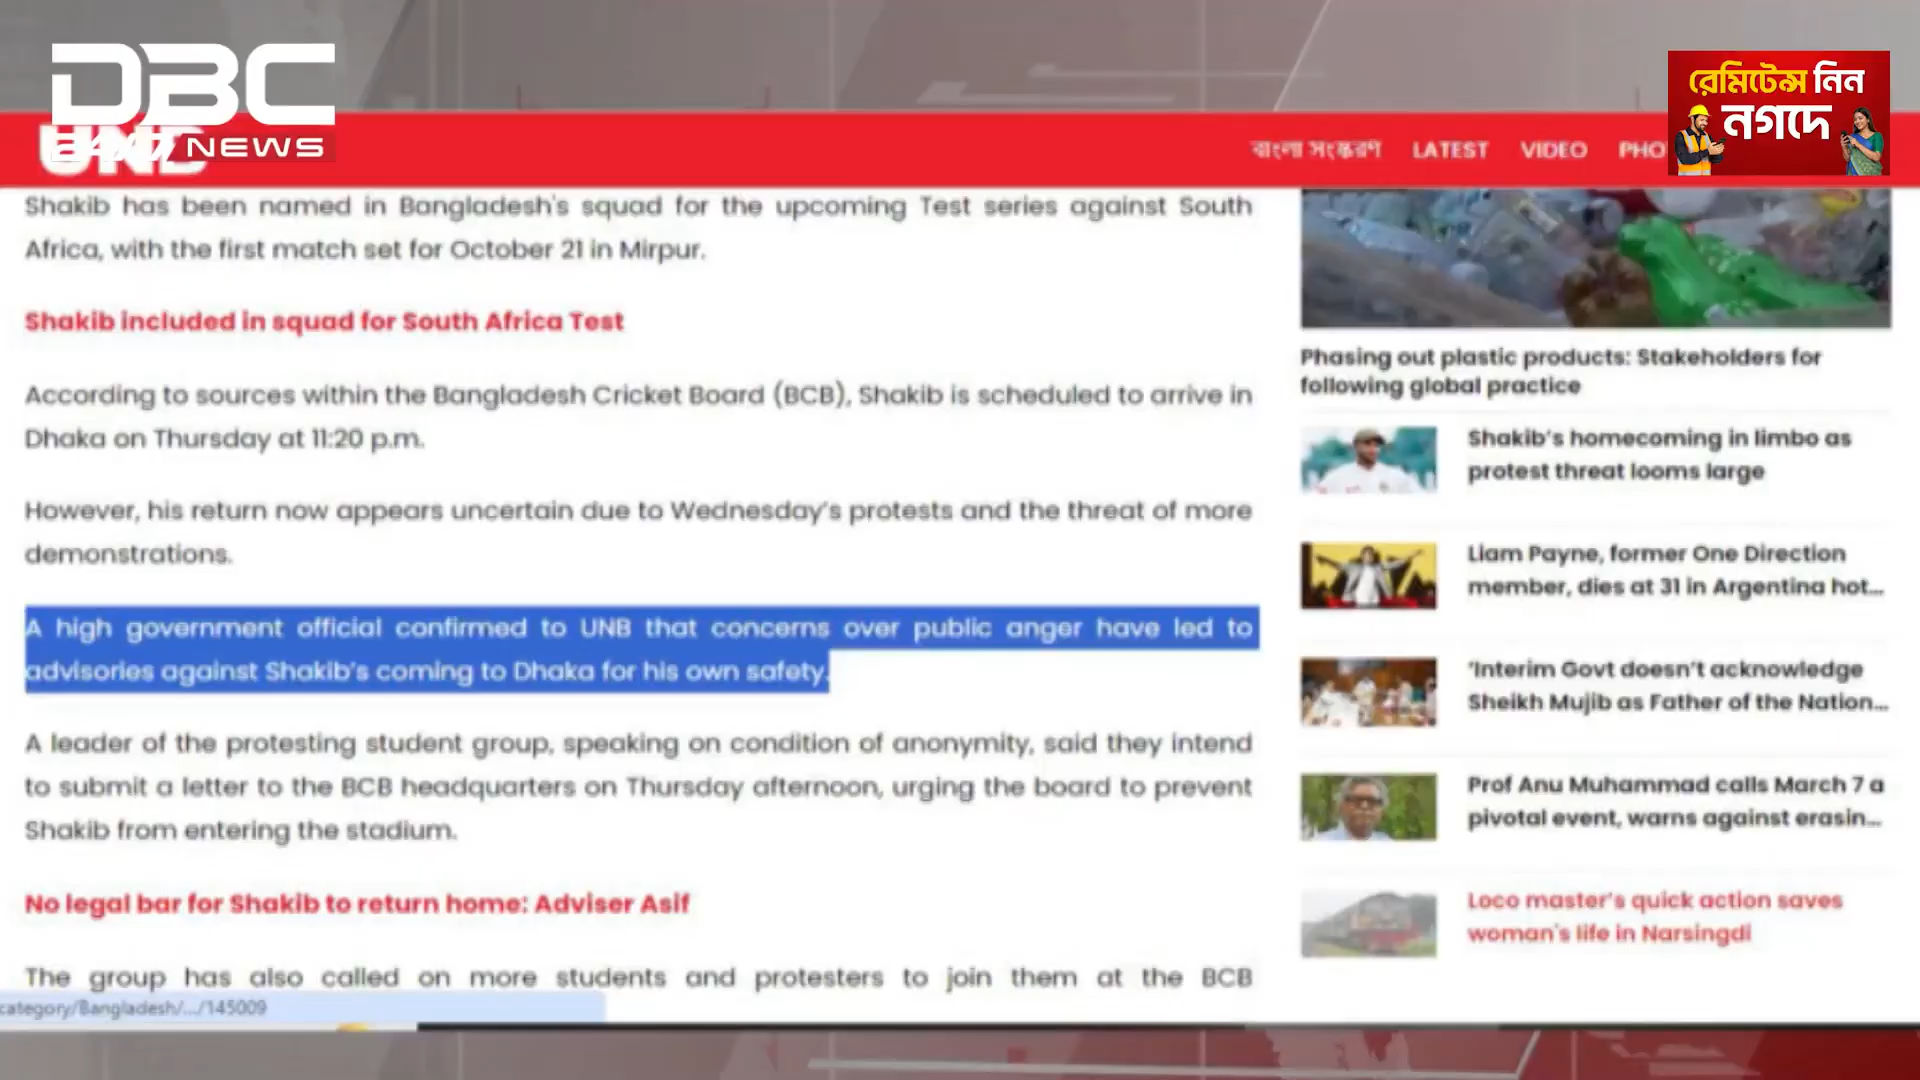 DBC
NEWS
UNB
বাংলা সংস্করণ LATEST VIDEO PHO
রেমিটেন্স নিন
নগদে
Shakib has been named in Bangladesh's squad for the upcoming Test series against South
Africa, with the first match set for October 21 in Mirpur.
Shakib included in squad for South Africa Test
According to sources within the Bangladesh Cricket Board (BCB), Shakib is scheduled to arrive in
Dhaka on Thursday at 11:20 p.m.
However, his return now appears uncertain due to Wednesday's protests and the threat of more
demonstrations.
A high government official confirmed to UNB that concerns over public anger have led to
advisories against Shakib's coming to Dhaka for his own safety.
A leader of the protesting student group, speaking on condition of anonymity, said they intend
to submit a letter to the BCB headquarters on Thursday afternoon, urging the board to prevent
Shakib from entering the stadium.
No legal bar for Shakib to return home: Adviser Asif
The group has also called on more students and protesters to join them at the BCB
category/Bangladesh/.../145009
Phasing out plastic products: Stakeholders for
following global practice
Shakib's homecoming in limbo as
protest threat looms large
Liam Payne, former One Direction
member, dies at 31 in Argentina hot...
'Interim Govt doesn't acknowledge
Sheikh Mujib as Father of the Nation...
Prof Anu Muhammad calls March 7 a
pivotal event, warns against erasin...
Loco master's quick action saves
woman's life in Narsingdi